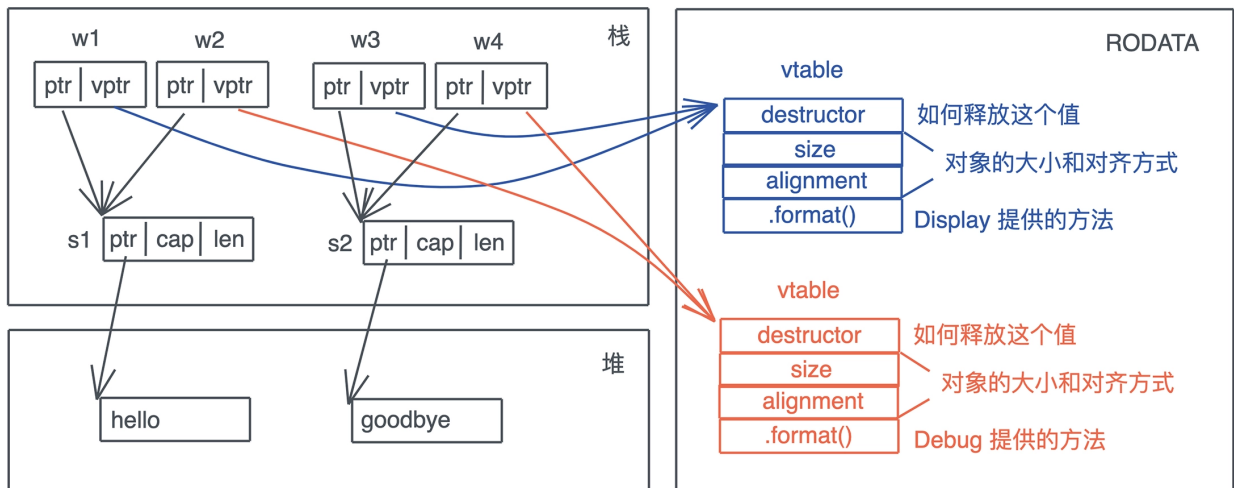 栈
w1 w2 w3 w4
ptr vptr ptr vptr ptr vptr ptr vptr
s1 ptr cap len
s2 ptr cap len
堆
hello
goodbye
RODATA
vtable
destructor 如何释放这个值
size
对象的大小和对齐方式
alignment
.format() Display 提供的方法
vtable
destructor 如何释放这个值
size
对象的大小和对齐方式
alignment
.format() Debug 提供的方法